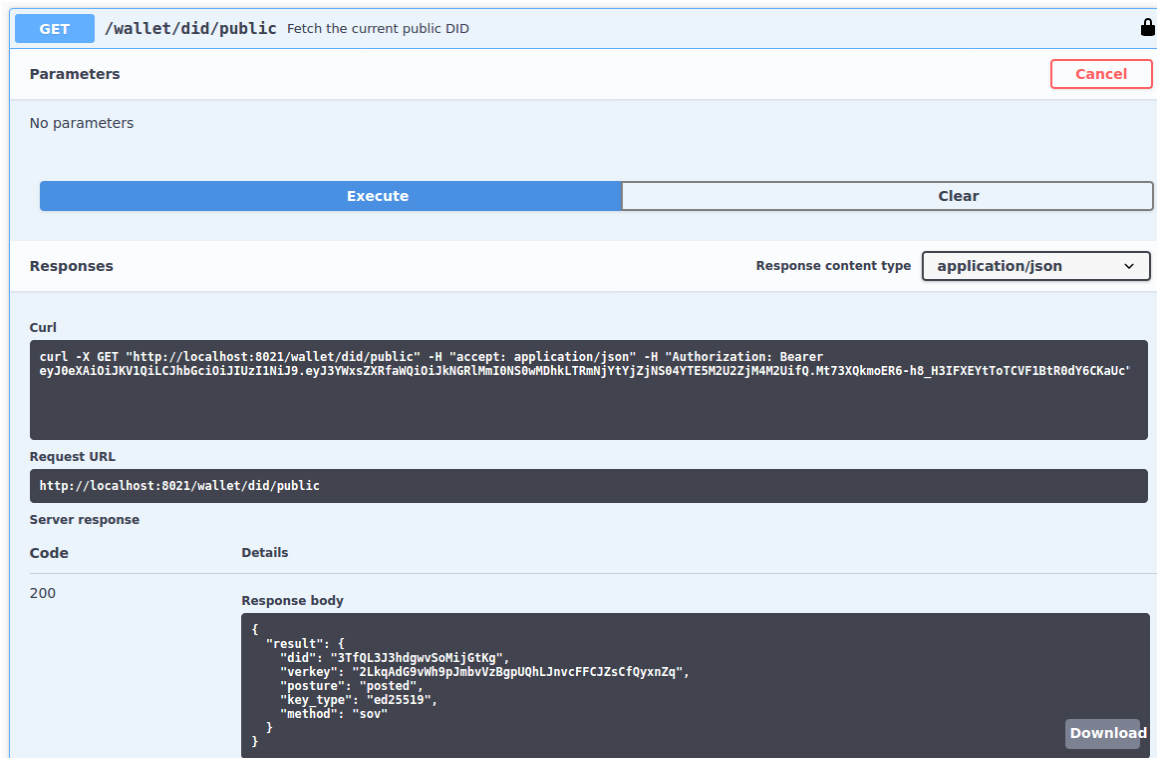 GET /wallet/did/public Fetch the current public DID
Parameters Cancel
No parameters
Execute Clear
Responses Response content type application/json
Curl
curl -X GET "http://localhost:8021/wallet/did/public" -H "accept: application/json" -H "Authorization: Bearer
eyJ0eXAiOiJKV1QiLCJhbGciOiJIUzI1NiJ9.eyJ3YWxsZXRfaWQiOiJkNGRlMmI0NS0wMDhkLTRmNjYtYjZjNS04YTE5M2U2ZjM4M2UifQ.Mt73XQkmoER6-h8_H3IFXEYtToTCVF1BtR0dY6CKaUc"
Request URL
http://localhost:8021/wallet/did/public
Server response
Code Details
200
Response body
{
  "result": {
    "did": "3TfQL3J3hdgwvSoMijGtKg",
    "verkey": "2LkqAdG9vWh9pJmbvVzBgpUQhLJnvcFFCJZsCfQyxnZq",
    "posture": "posted",
    "key_type": "ed25519",
    "method": "sov"
  }
}
Download